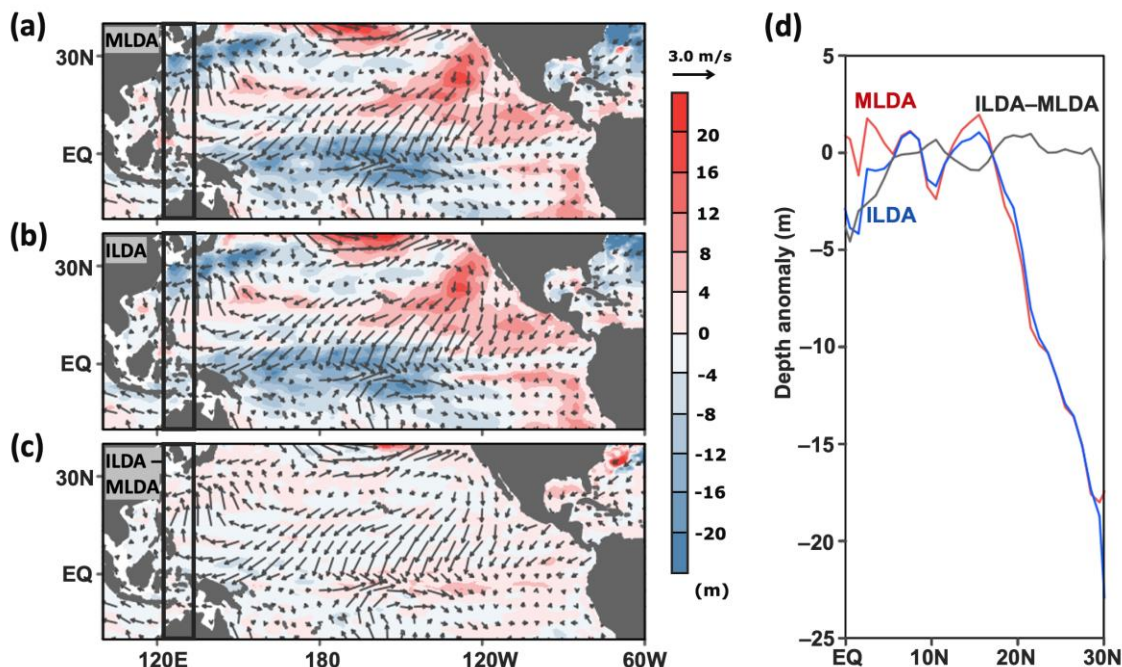 (a)
MLDA
30N
EQ
(b)
ILDA
30N
EQ
(c)
ILDA –
MLDA
30N
EQ
120E 180 120W 60W
3.0 m/s
20
16
12
8
4
0
-4
-8
-12
-16
-20
(m)
(d)
Depth anomaly (m)
5
0
–5
–10
–15
–20
–25
MLDA
ILDA–MLDA
ILDA
EQ 10N 20N 30N